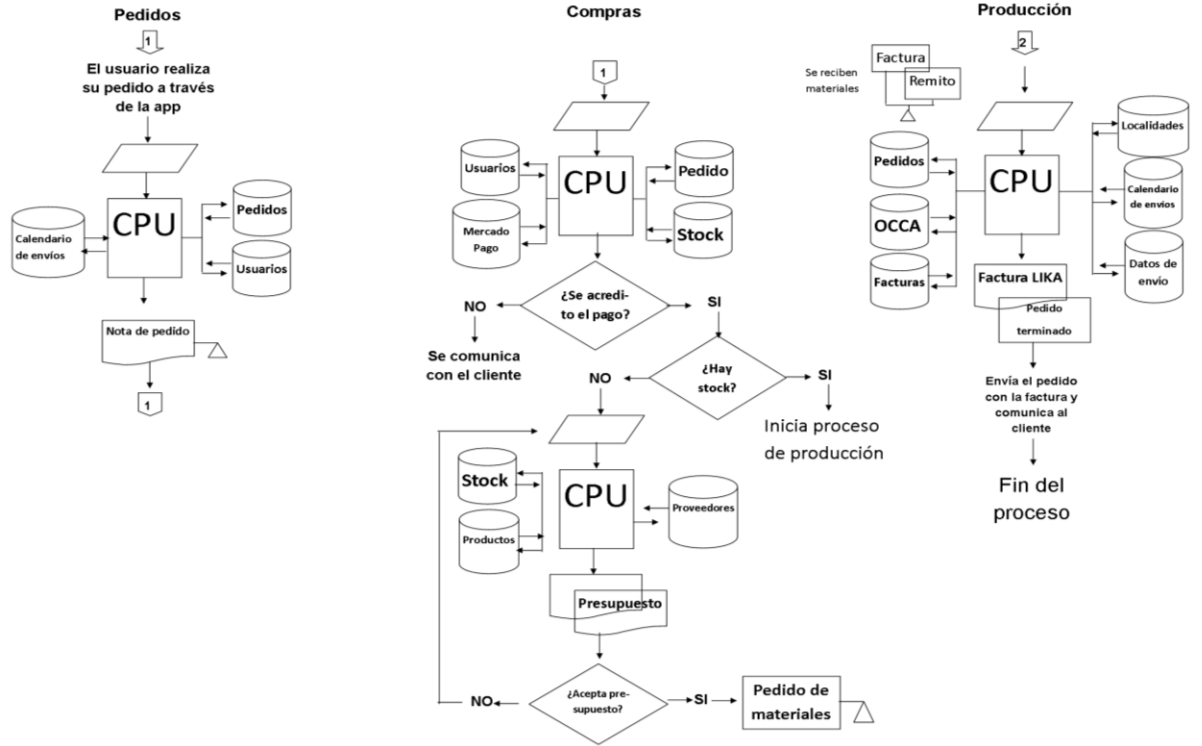 Pedidos
1
El usuario realiza
su pedido a través
de la app
CPU
Calendario
de envíos
Pedidos
Usuarios
Nota de pedido
1
Compras
1
Usuarios
Mercado
Pago
CPU
Pedido
Stock
¿Se acredi-
to el pago?
NO
SI
Se comunica
con el cliente
¿Hay
stock?
NO
SI
Inicia proceso
de producción
Stock
Productos
CPU
Proveedores
Presupuesto
¿Acepta pre-
supuesto?
NO
SI
Pedido de
materiales
Producción
2
Se reciben
materiales
Factura
Remito
Pedidos
OCCA
Facturas
CPU
Localidades
Calendario
de envíos
Datos de
envío
Factura LIKA
Pedido
terminado
Envía el pedido
con la factura y
comunica al
cliente
Fin del
proceso